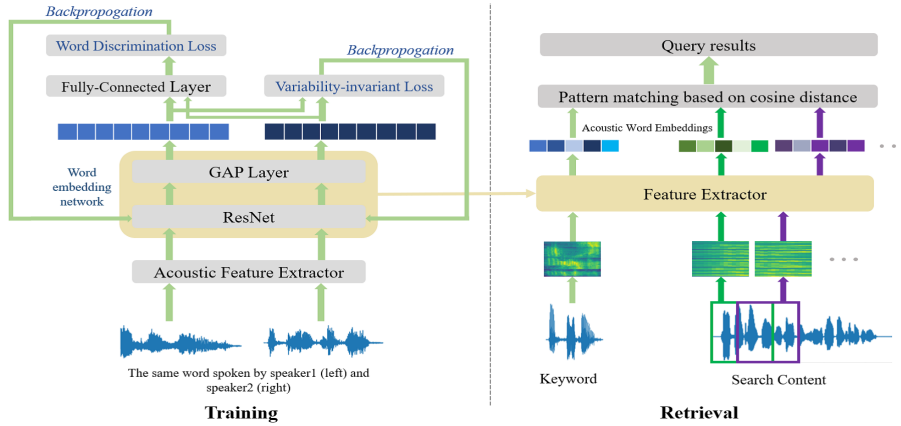 Backpropagation
Word Discrimination Loss
Backpropogation
Fully-Connected Layer
Variability-invariant Loss
Word
embedding
network
GAP Layer
ResNet
Acoustic Feature Extractor
The same word spoken by speaker1 (left) and
speaker2 (right)
Training
Query results
Pattern matching based on cosine distance
Acoustic Word Embeddings
Feature Extractor
Keyword
Search Content
Retrieval